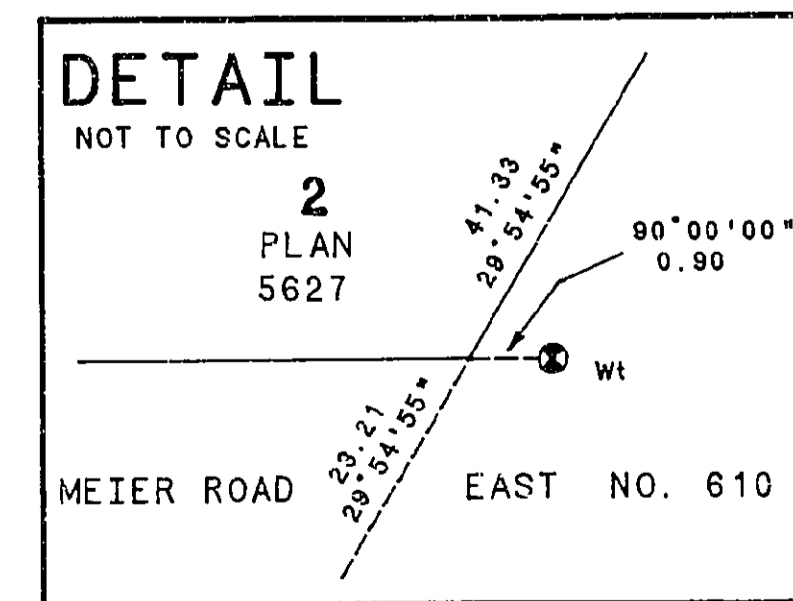 DETAIL
NOT TO SCALE
2
PLAN
5627
41.33
29°54'55"
90°00'00"
0.90
Wt
23.21
29°54'55"
MEIER ROAD EAST NO. 610